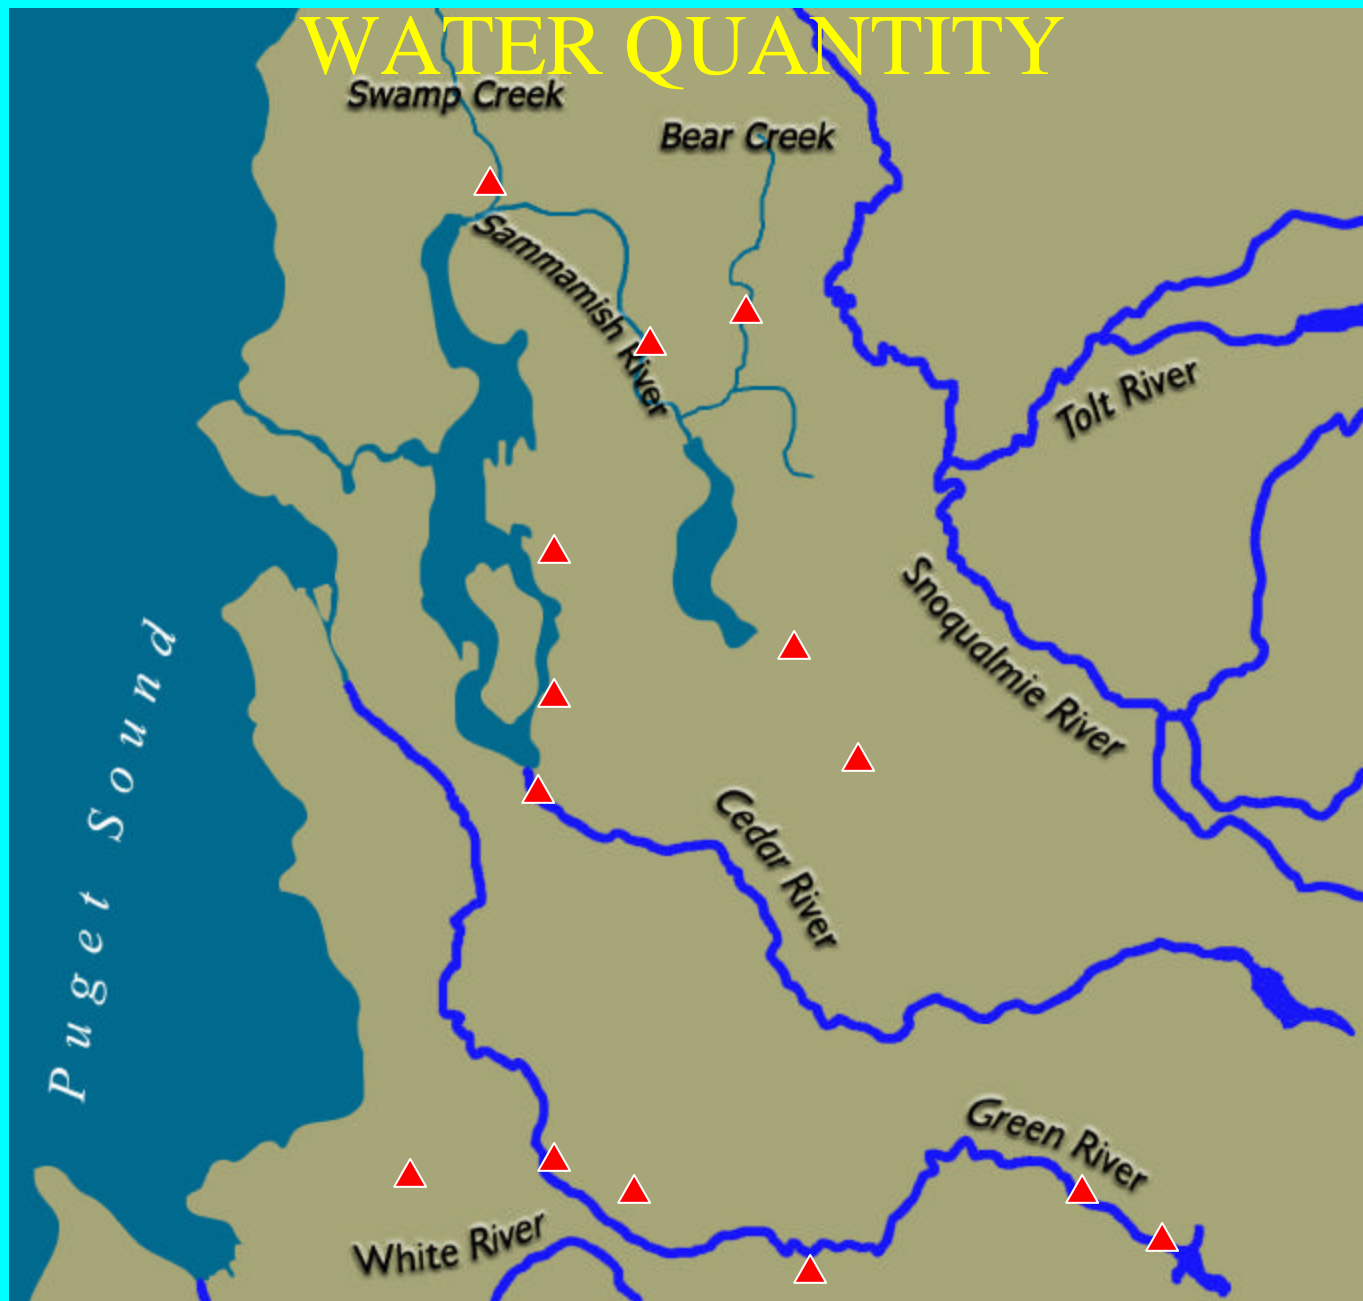 WATER QUANTITY
Swamp Creek
Bear Creek
Sammamish River
Tolt River
Snoqualmie River
Puget Sound
Cedar River
Green River
White River